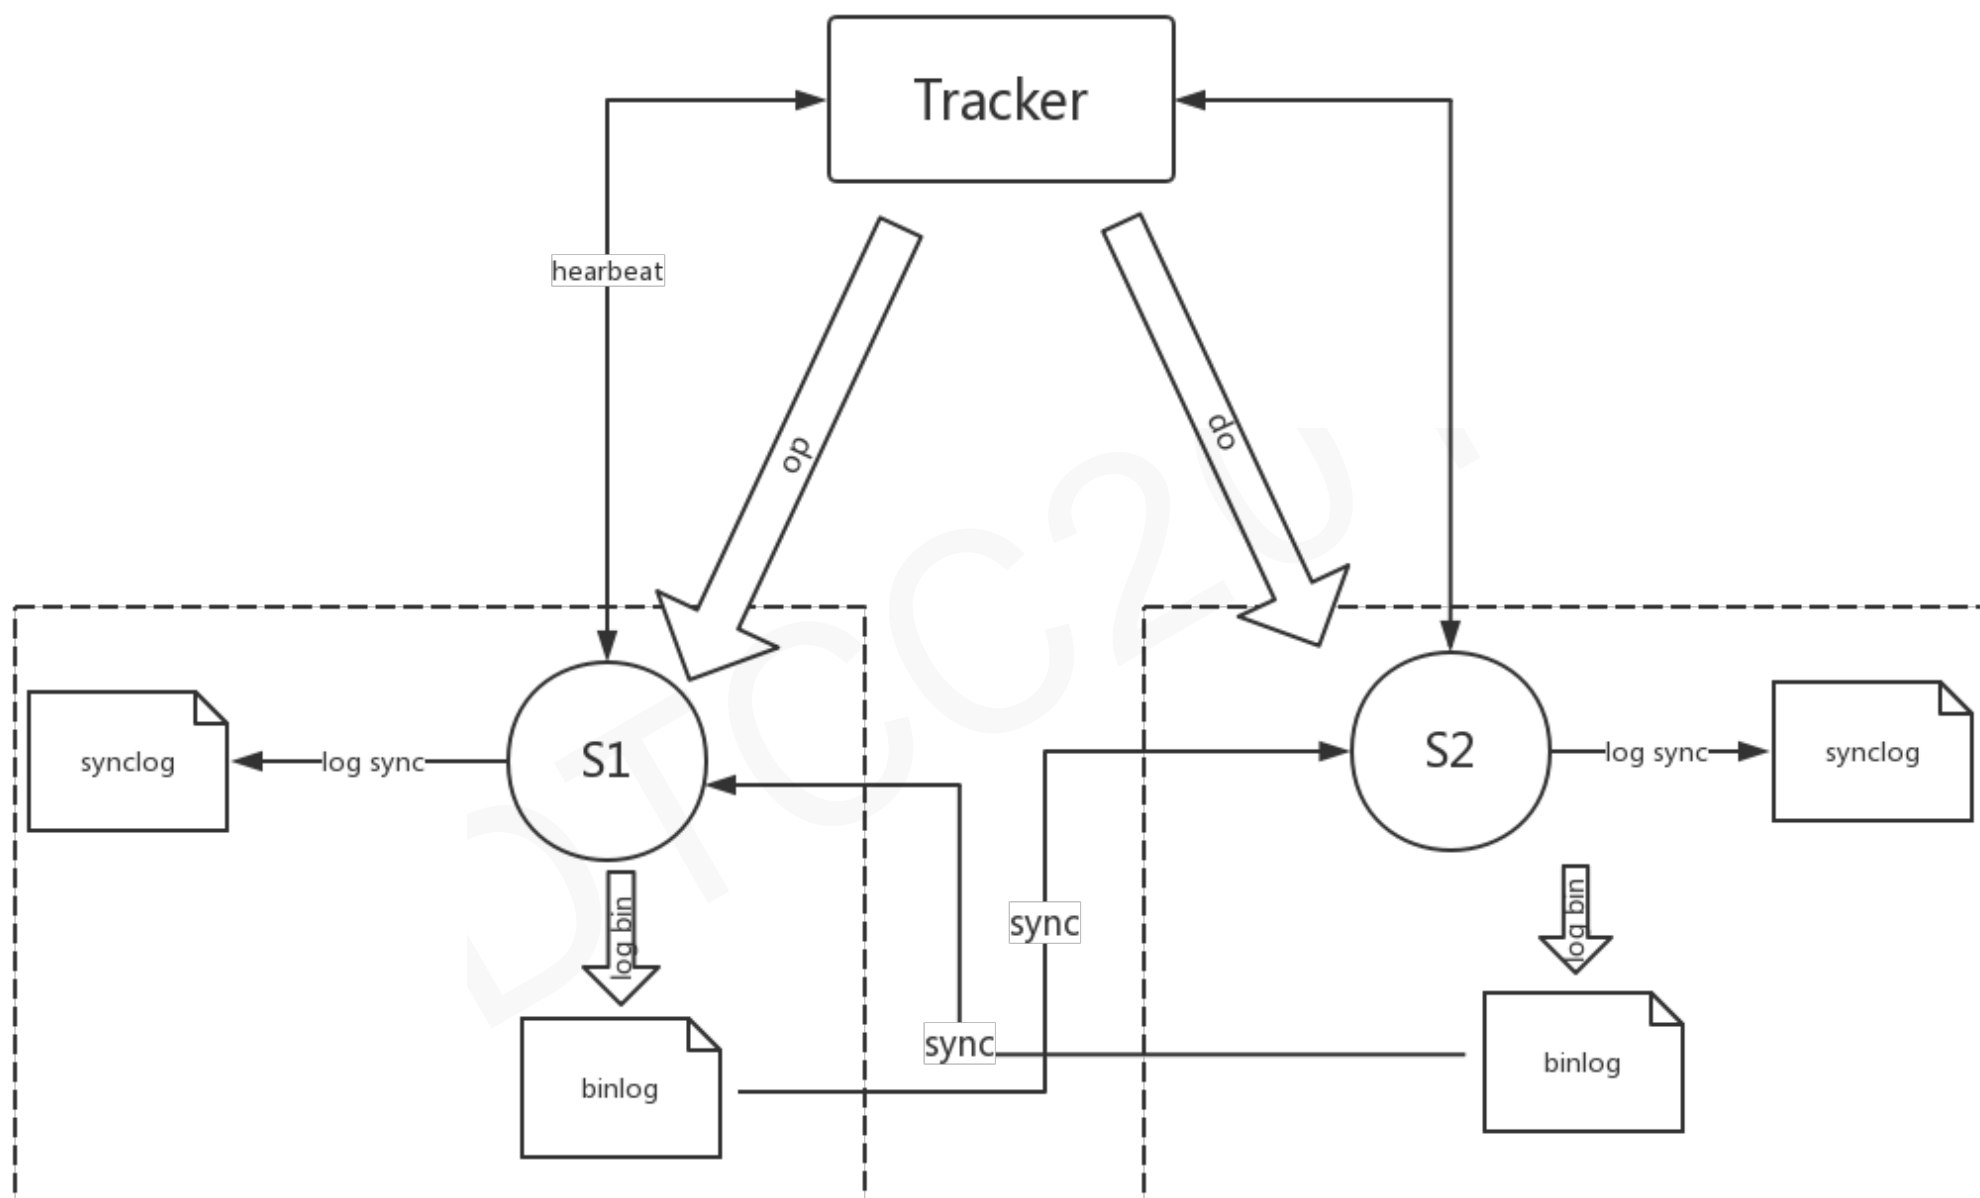 Tracker
hearbeat
op
op
synclog
log sync
S1
S2
log sync
synclog
log bin
log bin
sync
sync
binlog
binlog
DTCC20